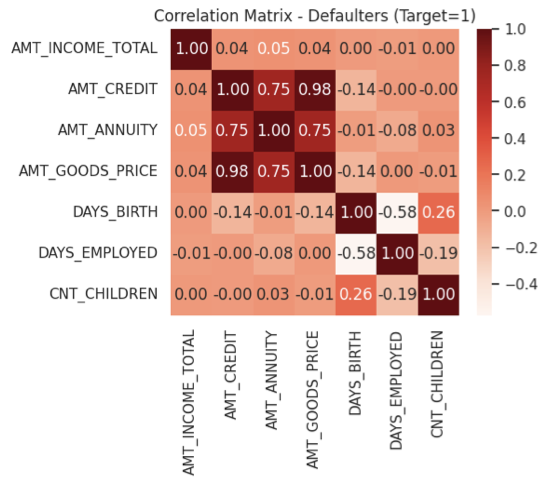 Correlation Matrix - Defaulters (Target=1)
AMT_INCOME_TOTAL 1.00 0.04 0.05 0.04 0.00 -0.01 0.00
AMT_CREDIT 0.04 1.00 0.75 0.98 -0.14 -0.00 -0.00
AMT_ANNUITY 0.05 0.75 1.00 0.75 -0.01 -0.08 0.03
AMT_GOODS_PRICE 0.04 0.98 0.75 1.00 -0.14 0.00 -0.01
DAYS_BIRTH 0.00 -0.14 -0.01 -0.14 1.00 -0.58 0.26
DAYS_EMPLOYED -0.01 -0.00 -0.08 0.00 -0.58 1.00 -0.19
CNT_CHILDREN 0.00 -0.00 0.03 -0.01 0.26 -0.19 1.00
AMT_INCOME_TOTAL
AMT_CREDIT
AMT_ANNUITY
AMT_GOODS_PRICE
DAYS_BIRTH
DAYS_EMPLOYED
CNT_CHILDREN
1.0
0.8
0.6
0.4
0.2
0.0
−0.2
−0.4